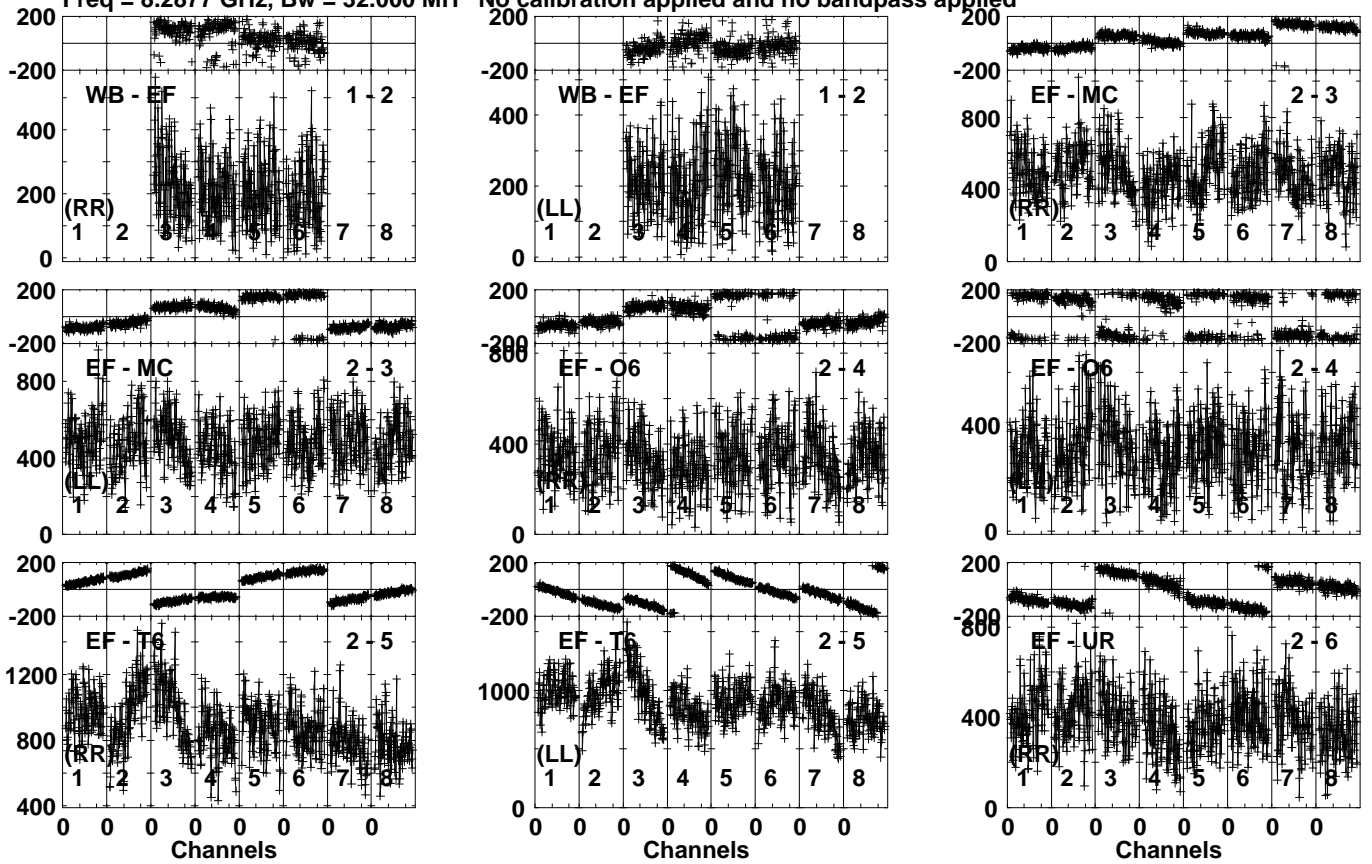 Freq = 8.2877 GHz, Bw = 32.000 MH No calibration applied and no bandpass applied
200
-200
WB - EF 1 - 2
400
200
(RR)
1 2 3 4 5 6 7 8
0
200
-200
WB - EF 1 - 2
400
200
(LL)
1 2 3 4 5 6 7 8
0
200
-200
EF - MC 2 - 3
800
400
(RR)
1 2 3 4 5 6 7 8
0
200
-200
EF - MC 2 - 3
800
400
(LL)
1 2 3 4 5 6 7 8
0
200
-200
800
EF - O6 2 - 4
400
(RR)
1 2 3 4 5 6 7 8
0
200
-200
EF - O6 2 - 4
400
(LL)
1 2 3 4 5 6 7 8
0
200
-200
EF - T6 2 - 5
1200
800
(RR)
1 2 3 4 5 6 7 8
400
0 0 0 0 0 0 0 0
Channels
200
-200
EF - T6 2 - 5
1000
(LL)
1 2 3 4 5 6 7 8
0
0 0 0 0 0 0 0 0
Channels
200
-200
800
EF - UR 2 - 6
400
(RR)
1 2 3 4 5 6 7 8
0
0 0 0 0 0 0 0 0
Channels